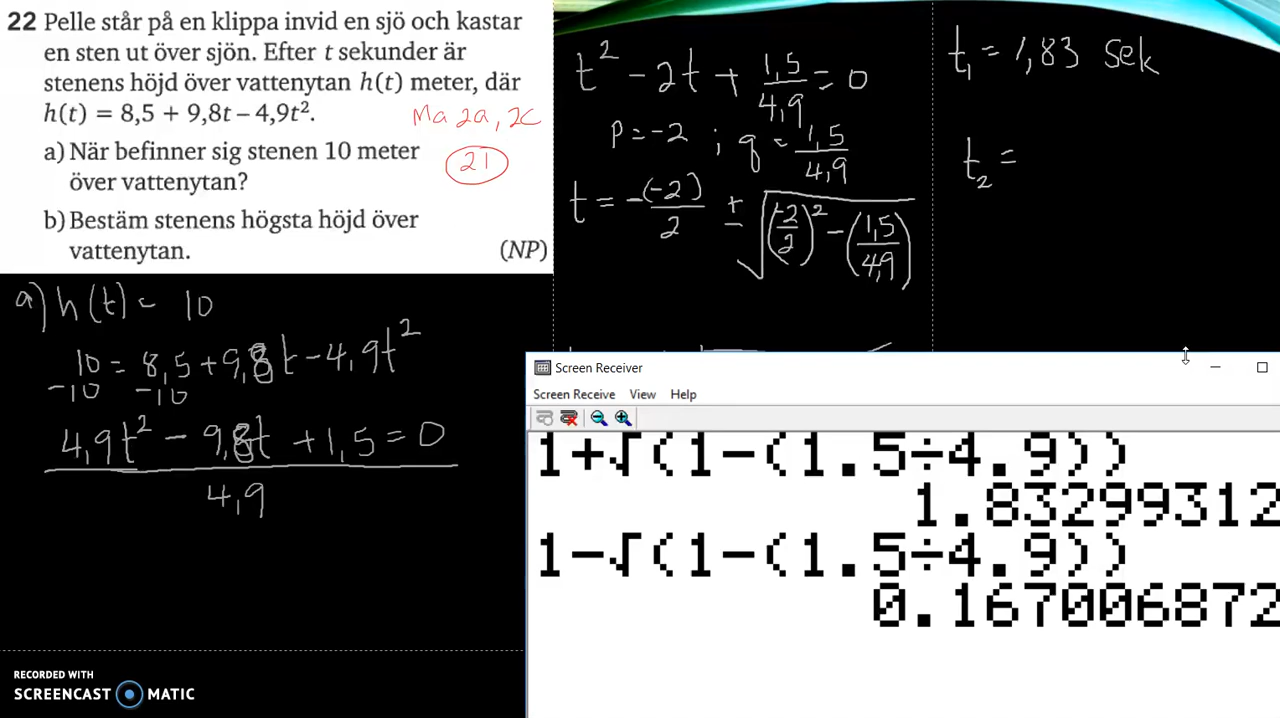 22 Pelle står på en klippa invid en sjö och kastar
en sten ut över sjön. Efter t sekunder är
stenens höjd över vattenytan h(t) meter, där
h(t) = 8,5 + 9,8t – 4,9t².
Ma 2a, 2c
21
a) När befinner sig stenen 10 meter
över vattenytan?
b) Bestäm stenens högsta höjd över
vattenytan.
(NP)
a) h(t) = 10
10 = 8,5 + 9,8t - 4,9t²
-10 -10
4,9t² - 9,8t + 1,5 = 0
4,9
t² - 2t + 1,5/4,9 = 0
p = -2 ; q = 1,5/4,9
t = -(-2)/2 ± √((-2/2)² - (1,5/4,9))
t₁ = 1,83 sek
t₂ =
Screen Receiver
Screen Receive View Help
1+√(1-(1.5÷4.9))
1.83299312
1-√(1-(1.5÷4.9))
0.167006872
RECORDED WITH
SCREENCAST MATIC